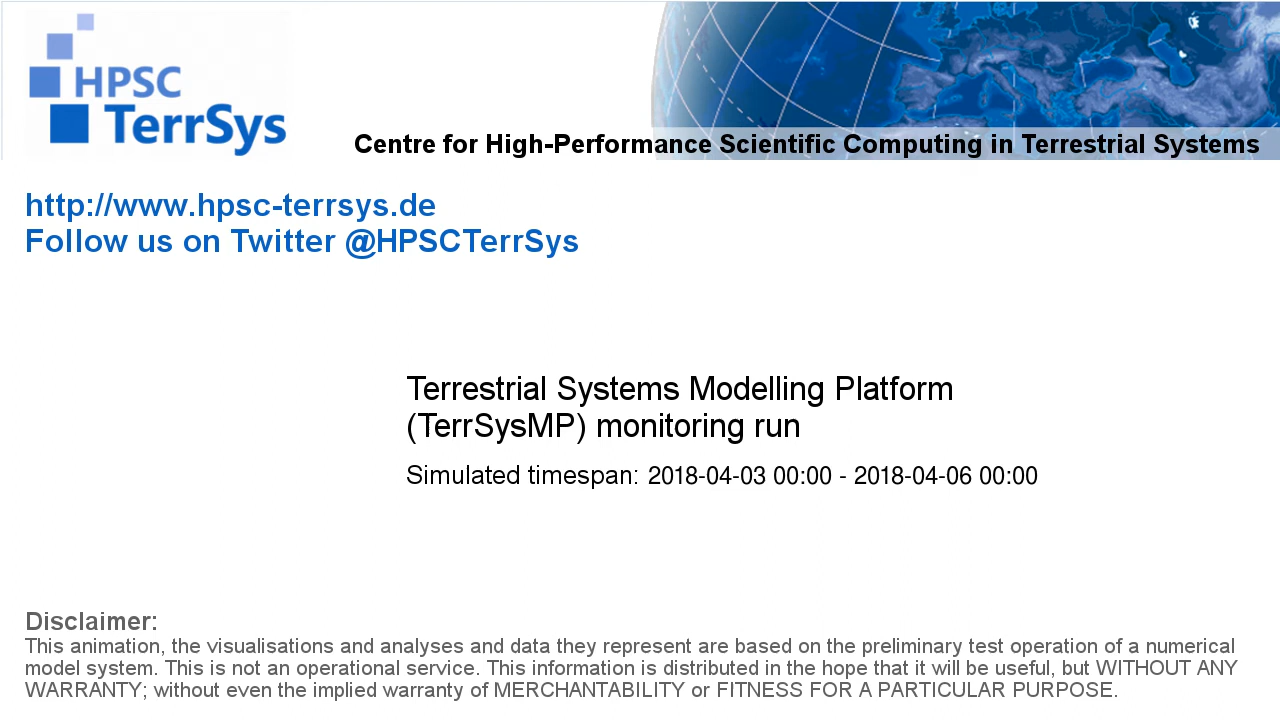 HPSC
TerrSys
Centre for High-Performance Scientific Computing in Terrestrial Systems
http://www.hpsc-terrsys.de
Follow us on Twitter @HPSCTerrSys
Terrestrial Systems Modelling Platform
(TerrSysMP) monitoring run
Simulated timespan: 2018-04-03 00:00 - 2018-04-06 00:00
Disclaimer:
This animation, the visualisations and analyses and data they represent are based on the preliminary test operation of a numerical
model system. This is not an operational service. This information is distributed in the hope that it will be useful, but WITHOUT ANY
WARRANTY; without even the implied warranty of MERCHANTABILITY or FITNESS FOR A PARTICULAR PURPOSE.